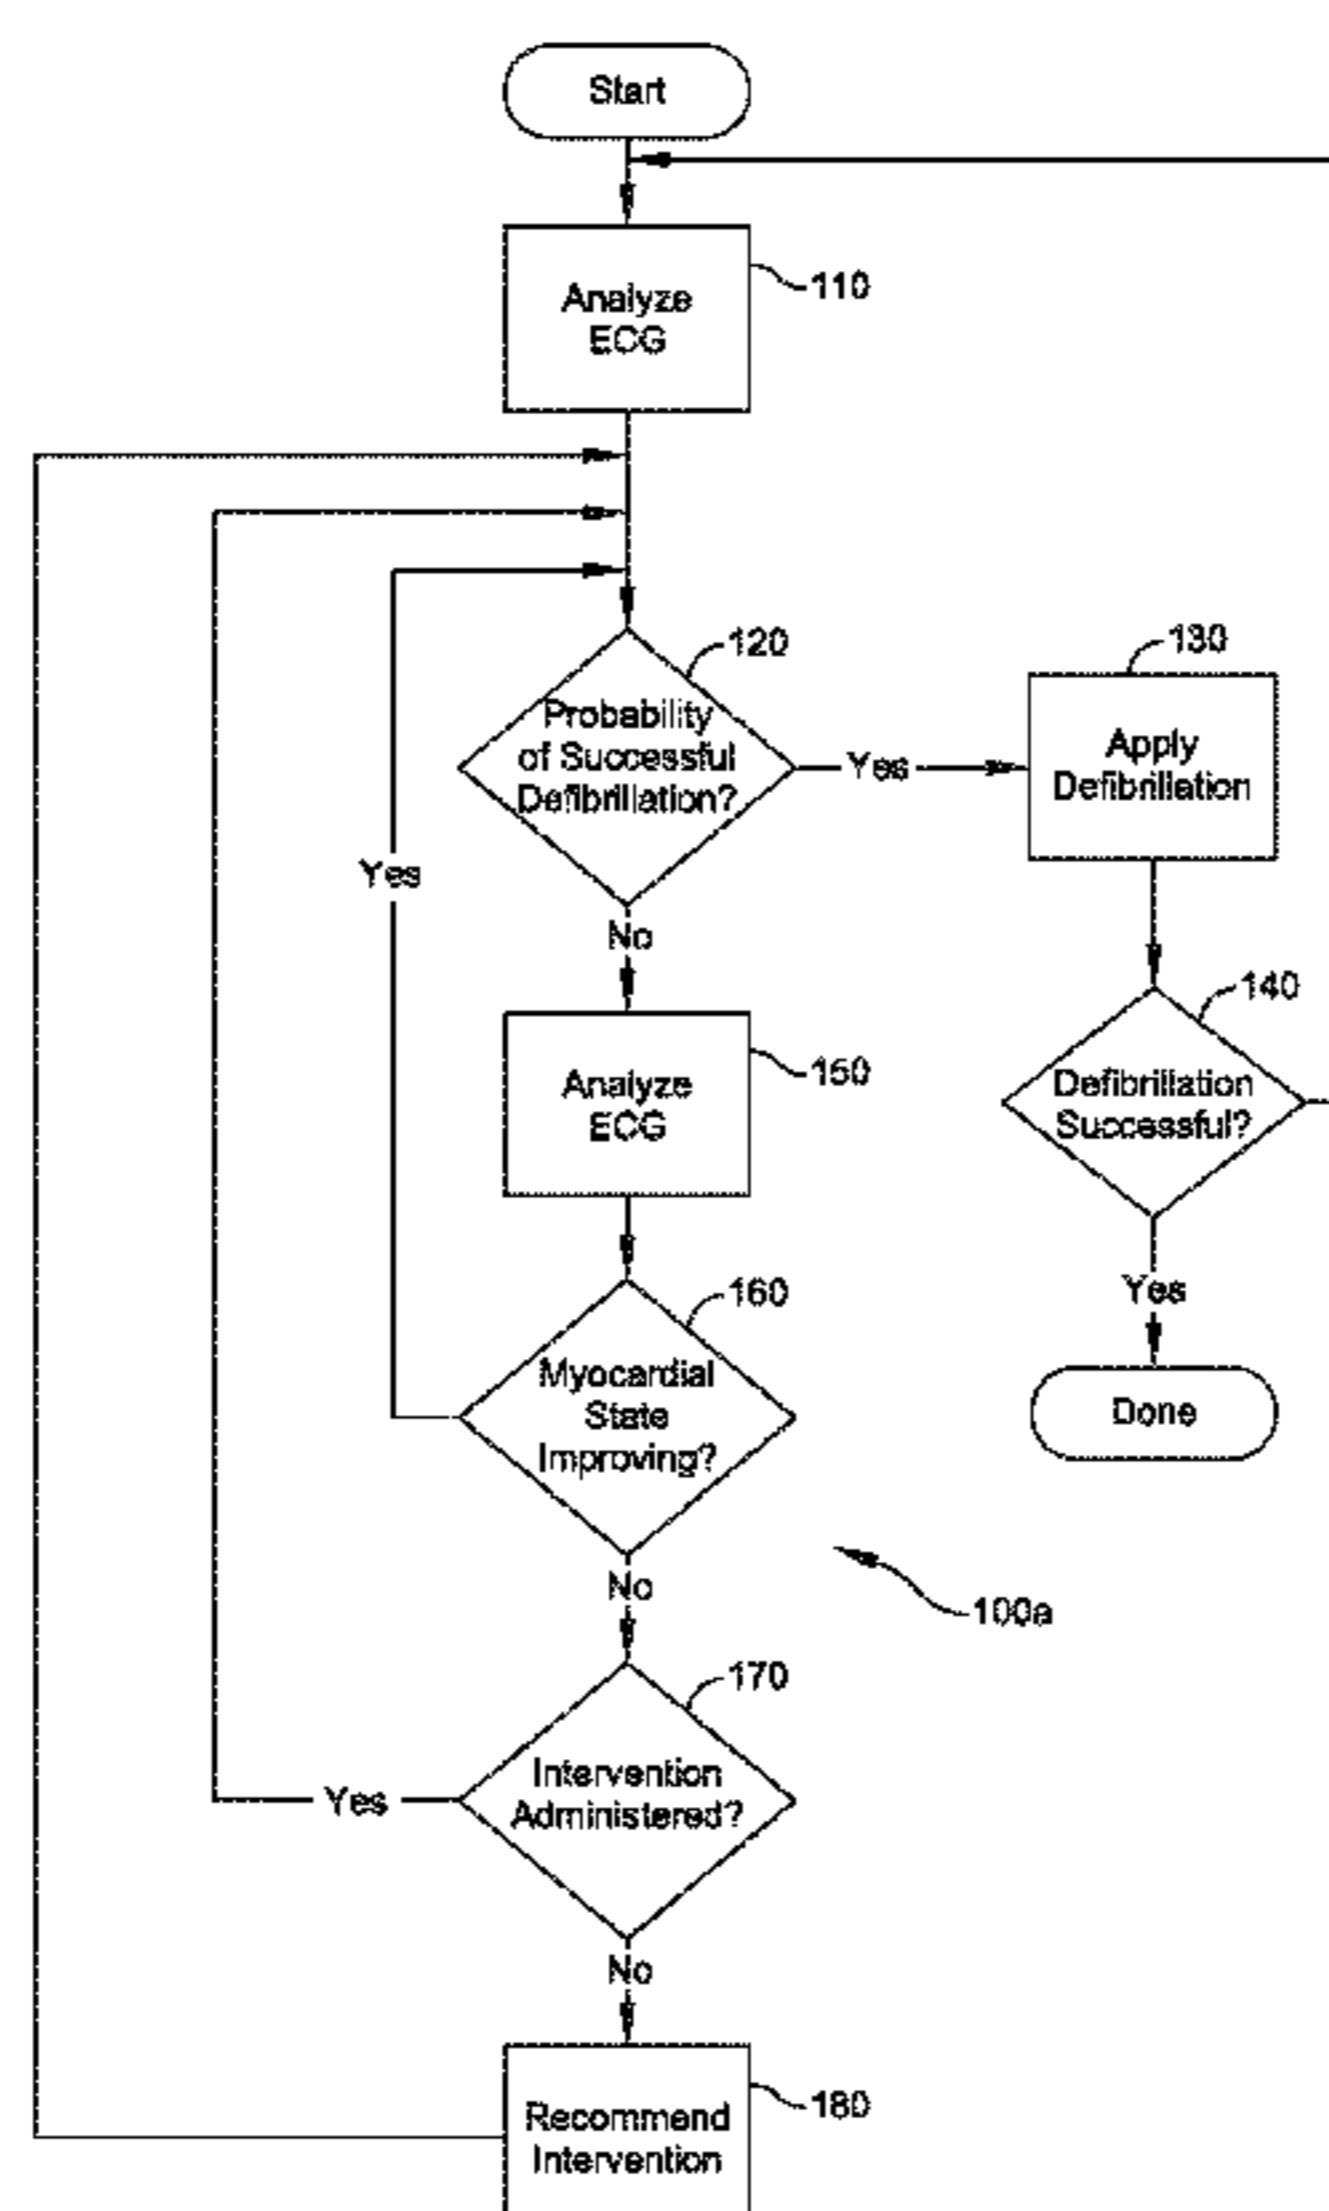 Start
110
Analyze
ECG
120
Probability
of Successful
Defibrillation?
Yes
130
Apply
Defibrillation
Yes
No
140
Defibrillation
Successful?
150
Analyze
ECG
Yes
Done
160
Myocardial
State
Improving?
No
100a
170
Intervention
Administered?
Yes
No
180
Recommend
Intervention